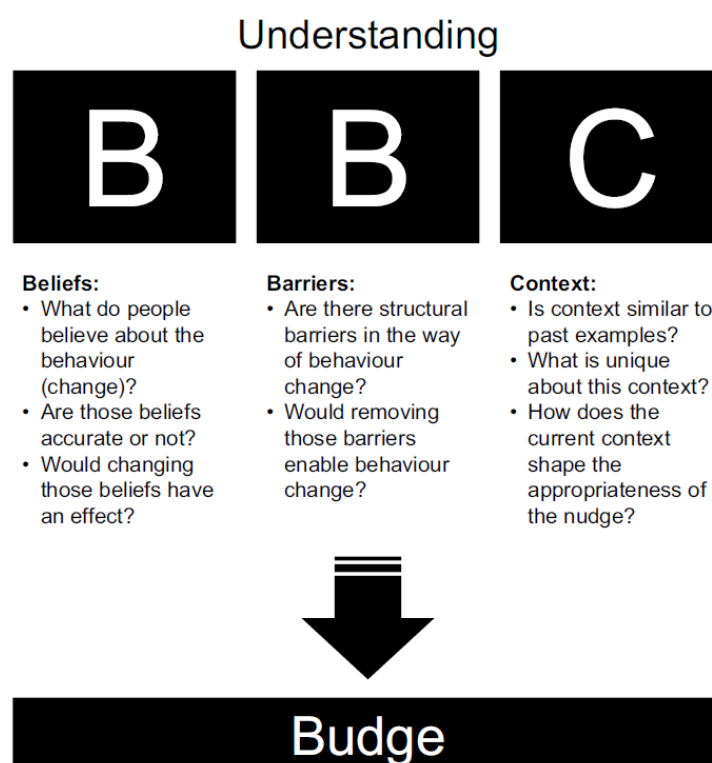 Understanding
B
B
C
Beliefs:
• What do people
believe about the
behaviour
(change)?
• Are those beliefs
accurate or not?
• Would changing
those beliefs have
an effect?
Barriers:
• Are there structural
barriers in the way
of behaviour
change?
• Would removing
those barriers
enable behaviour
change?
Context:
• Is context similar to
past examples?
• What is unique
about this context?
• How does the
current context
shape the
appropriateness of
the nudge?
Budge